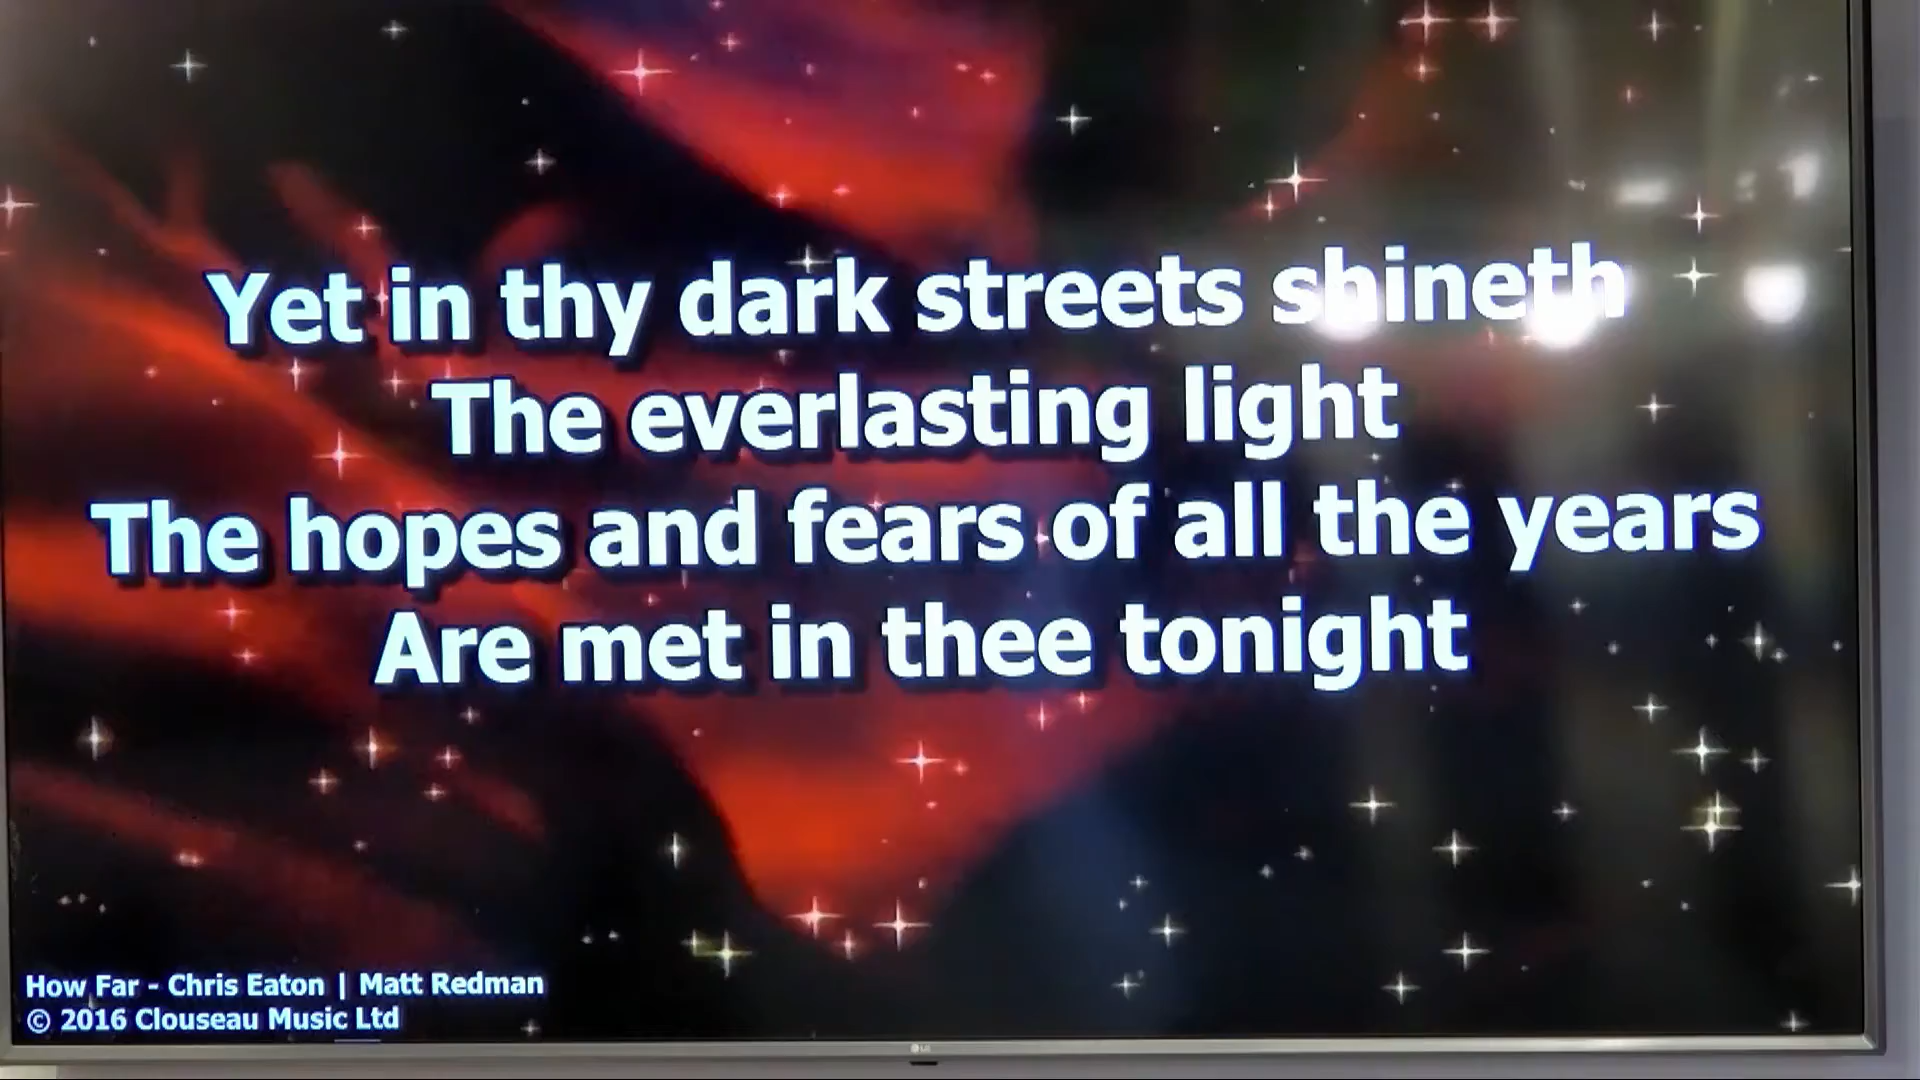 Yet in thy dark streets shineth
The everlasting light
The hopes and fears of all the years
Are met in thee tonight
How Far - Chris Eaton | Matt Redman
© 2016 Clouseau Music Ltd
LG